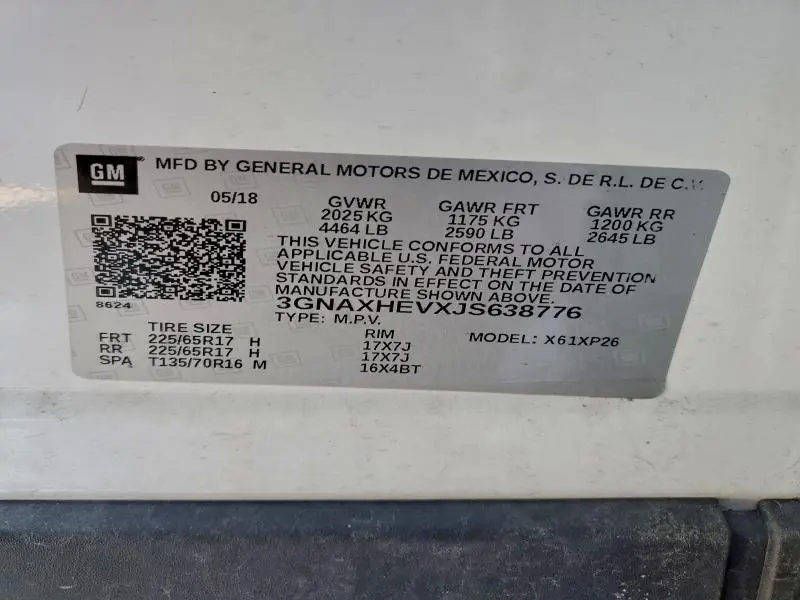 GM ® MFD BY GENERAL MOTORS DE MEXICO, S. DE R.L. DE C.V.
05/18 GVWR GAWR FRT GAWR RR
2025 KG 1175 KG 1200 KG
4464 LB 2590 LB 2645 LB
THIS VEHICLE CONFORMS TO ALL
APPLICABLE U.S. FEDERAL MOTOR
VEHICLE SAFETY AND THEFT PREVENTION
STANDARDS IN EFFECT ON THE DATE OF
MANUFACTURE SHOWN ABOVE.
8624 3GNAXHEVXJS638776
TYPE: M.P.V.
TIRE SIZE RIM MODEL: X61XP26
FRT 225/65R17 H 17X7J
RR 225/65R17 H 17X7J
SPA T135/70R16 M 16X4BT